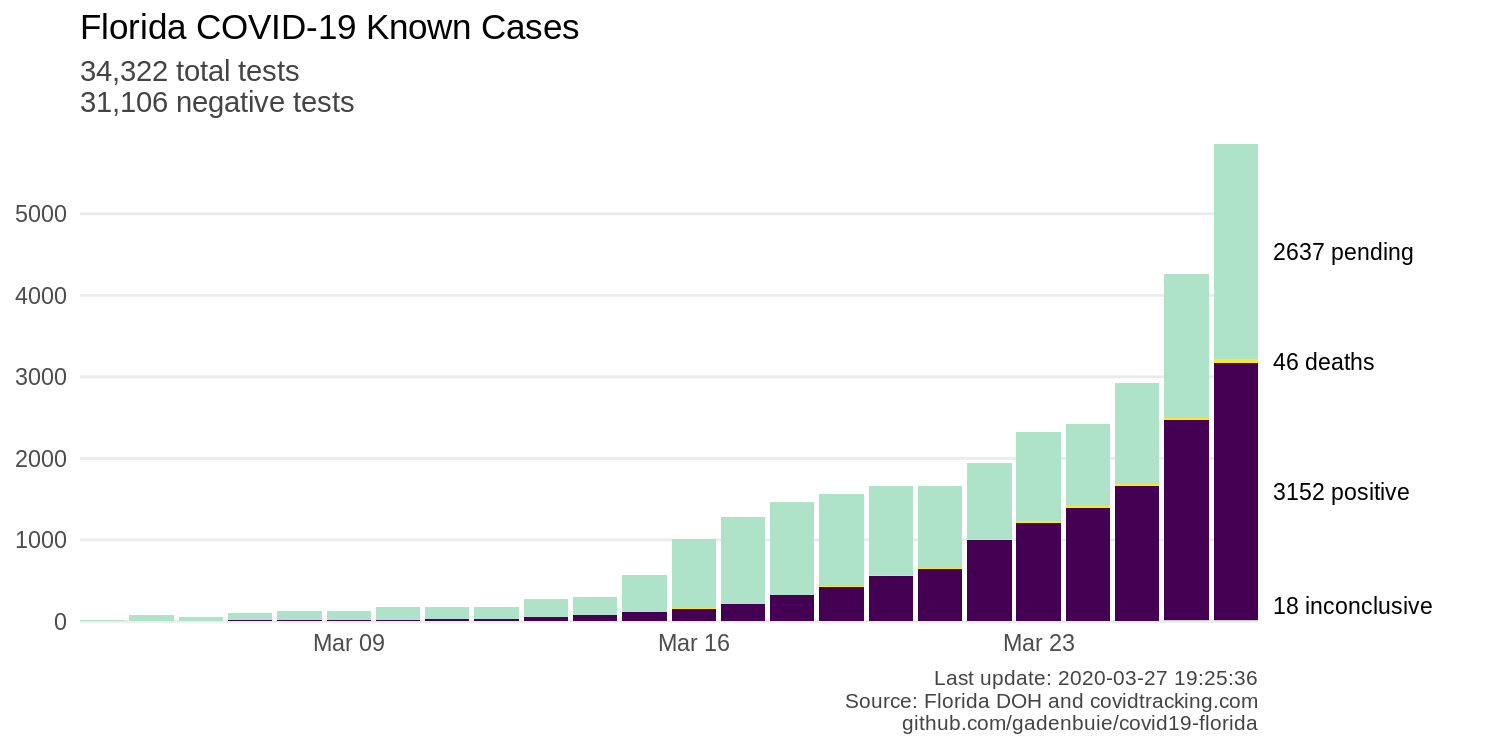 Florida COVID-19 Known Cases
34,322 total tests
31,106 negative tests
5000
4000
3000
2000
1000
0
2637 pending
46 deaths
3152 positive
18 inconclusive
Mar 09
Mar 16
Mar 23
Last update: 2020-03-27 19:25:36
Source: Florida DOH and covidtracking.com
github.com/gadenbuie/covid19-florida